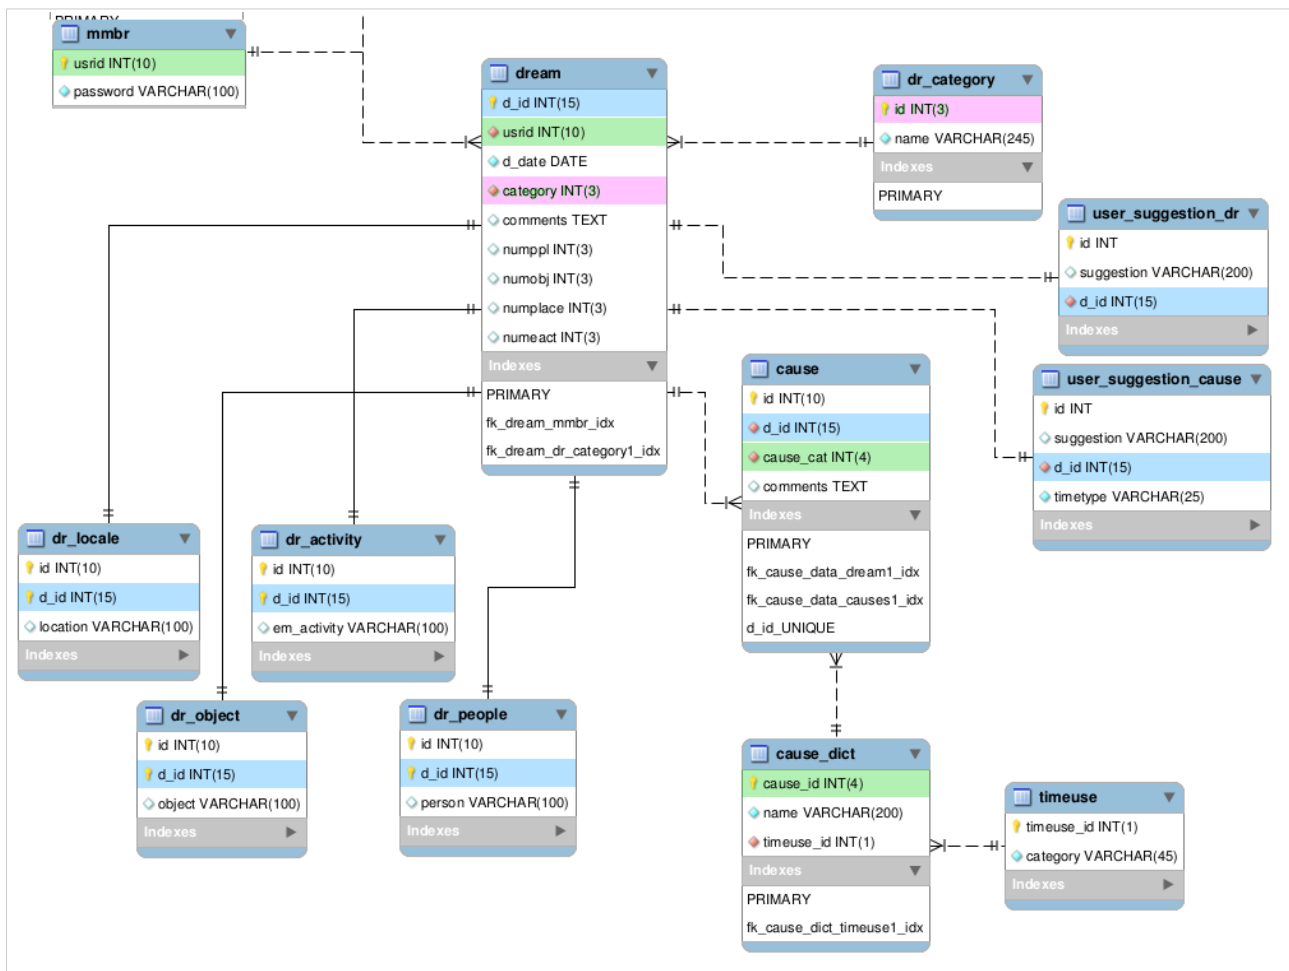 PRIMARY
mmbr
usrid INT(10)
password VARCHAR(100)
dream
d_id INT(15)
usrid INT(10)
d_date DATE
category INT(3)
comments TEXT
numppl INT(3)
numobj INT(3)
numplace INT(3)
numeact INT(3)
Indexes
PRIMARY
fk_dream_mmbr_idx
fk_dream_dr_category1_idx
dr_category
id INT(3)
name VARCHAR(245)
Indexes
PRIMARY
user_suggestion_dr
id INT
suggestion VARCHAR(200)
d_id INT(15)
Indexes
user_suggestion_cause
id INT
suggestion VARCHAR(200)
d_id INT(15)
timetype VARCHAR(25)
Indexes
cause
id INT(10)
d_id INT(15)
cause_cat INT(4)
comments TEXT
Indexes
PRIMARY
fk_cause_data_dream1_idx
fk_cause_data_causes1_idx
d_id_UNIQUE
dr_locale
id INT(10)
d_id INT(15)
location VARCHAR(100)
Indexes
dr_activity
id INT(10)
d_id INT(15)
em_activity VARCHAR(100)
Indexes
dr_object
id INT(10)
d_id INT(15)
object VARCHAR(100)
Indexes
dr_people
id INT(10)
d_id INT(15)
person VARCHAR(100)
Indexes
cause_dict
cause_id INT(4)
name VARCHAR(200)
timeuse_id INT(1)
Indexes
PRIMARY
fk_cause_dict_timeuse1_idx
timeuse
timeuse_id INT(1)
category VARCHAR(45)
Indexes